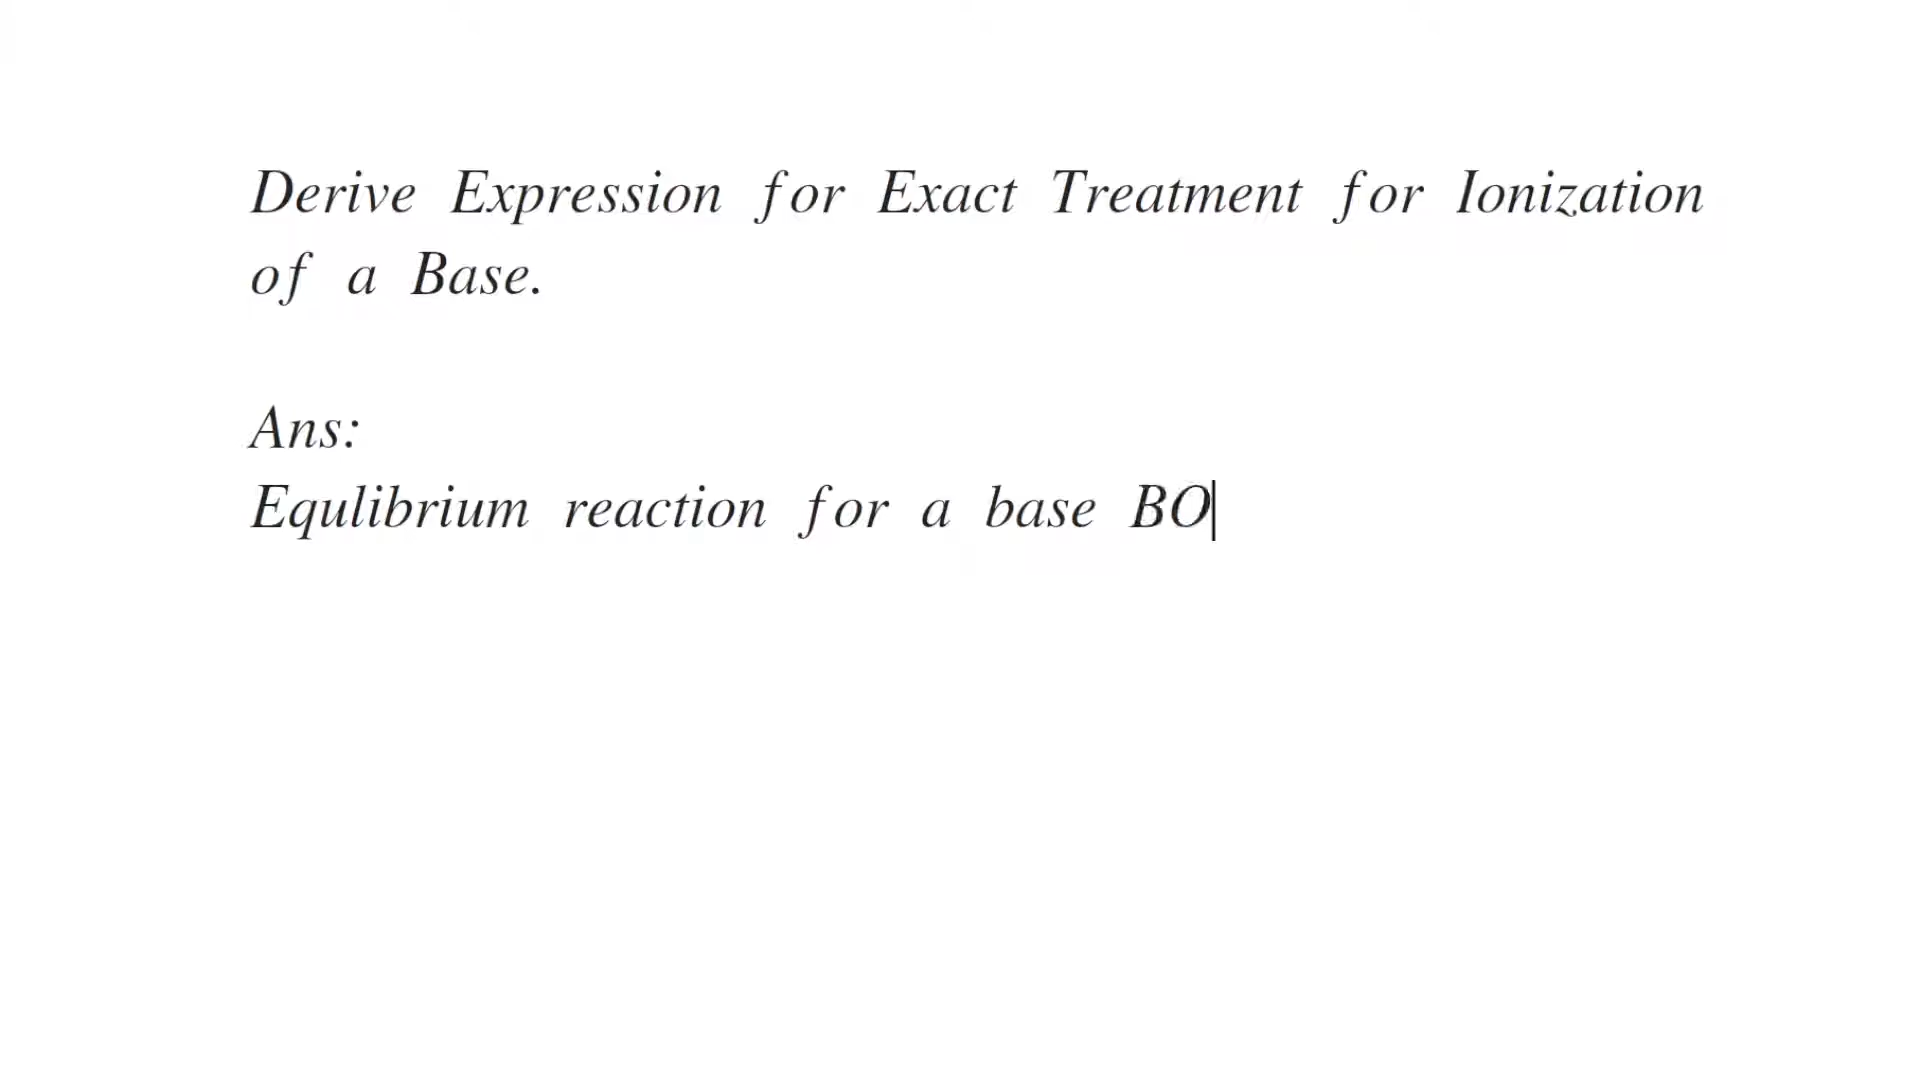 Derive Expression for Exact Treatment for Ionization
of a Base.
Ans:
Equlibrium reaction for a base BO